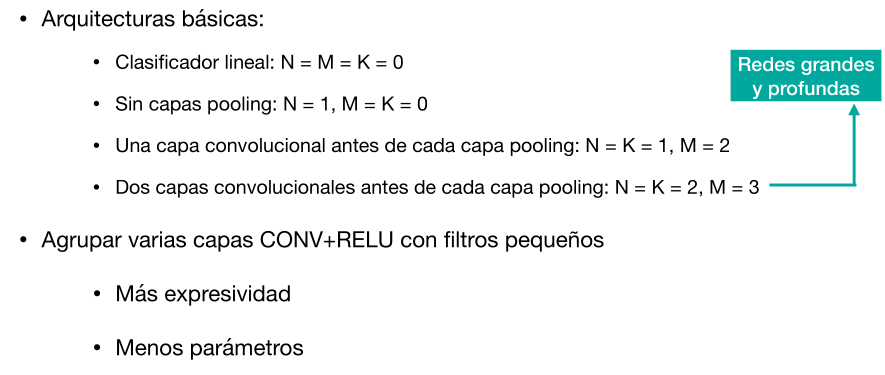 • Arquitecturas básicas:
• Clasificador lineal: N = M = K = 0
• Sin capas pooling: N = 1, M = K = 0
• Una capa convolucional antes de cada capa pooling: N = K = 1, M = 2
• Dos capas convolucionales antes de cada capa pooling: N = K = 2, M = 3
Redes grandes
y profundas
• Agrupar varias capas CONV+RELU con filtros pequeños
• Más expresividad
• Menos parámetros